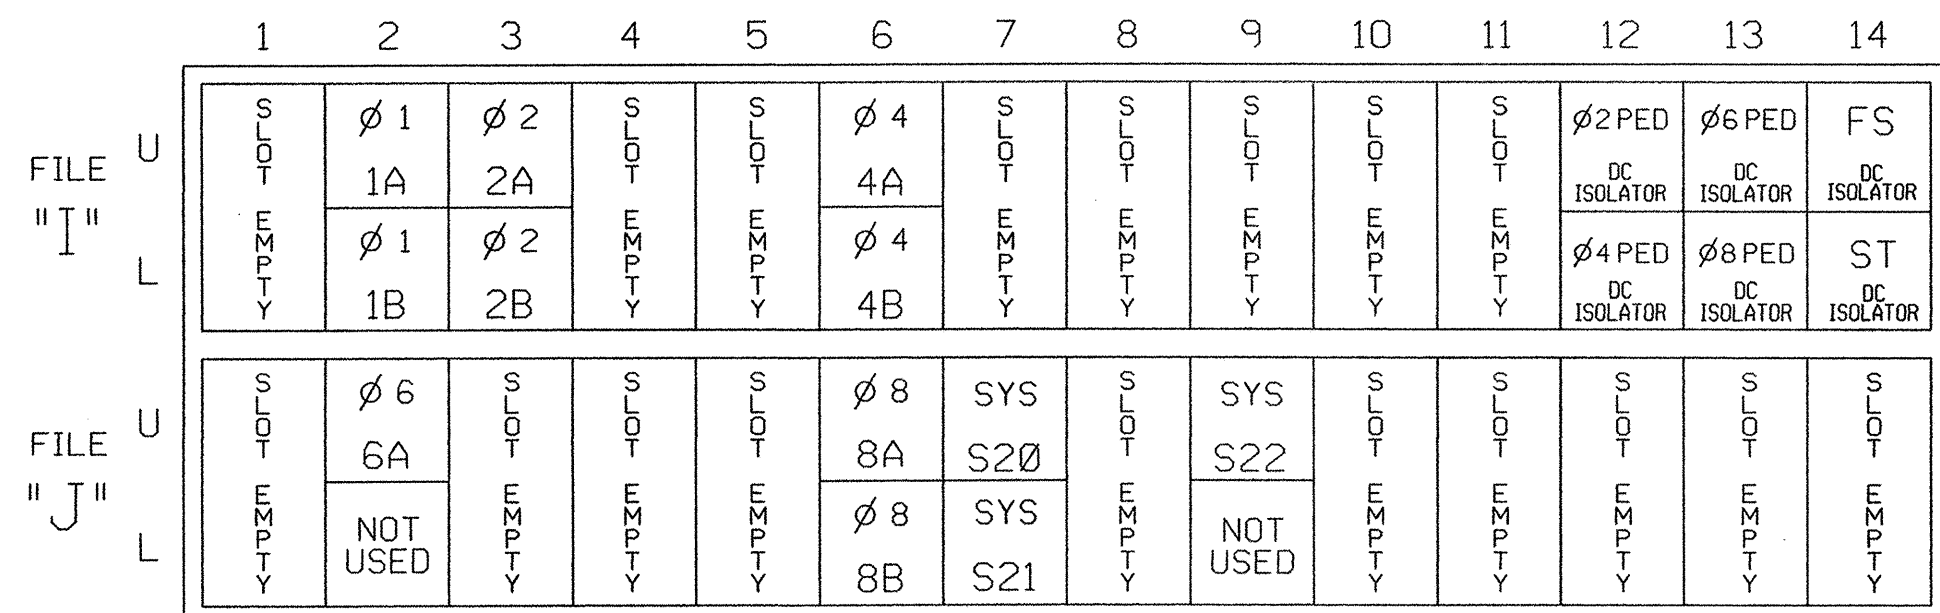 1 2 3 4 5 6 7 8 9 10 11 12 13 14
FILE "I"
U
L
SLOT EMPTY
Ø 1
1A
Ø 1
1B
Ø 2
2A
Ø 2
2B
SLOT EMPTY
SLOT EMPTY
Ø 4
4A
Ø 4
4B
SLOT EMPTY
SLOT EMPTY
SLOT EMPTY
SLOT EMPTY
SLOT EMPTY
Ø2 PED
DC
ISOLATOR
Ø4 PED
DC
ISOLATOR
Ø6 PED
DC
ISOLATOR
Ø8 PED
DC
ISOLATOR
FS
DC
ISOLATOR
ST
DC
ISOLATOR
FILE "J"
U
L
SLOT EMPTY
Ø 6
6A
NOT
USED
SLOT EMPTY
SLOT EMPTY
SLOT EMPTY
Ø 8
8A
Ø 8
8B
SYS
S20
SYS
S21
SLOT EMPTY
SYS
S22
NOT
USED
SLOT EMPTY
SLOT EMPTY
SLOT EMPTY
SLOT EMPTY
SLOT EMPTY